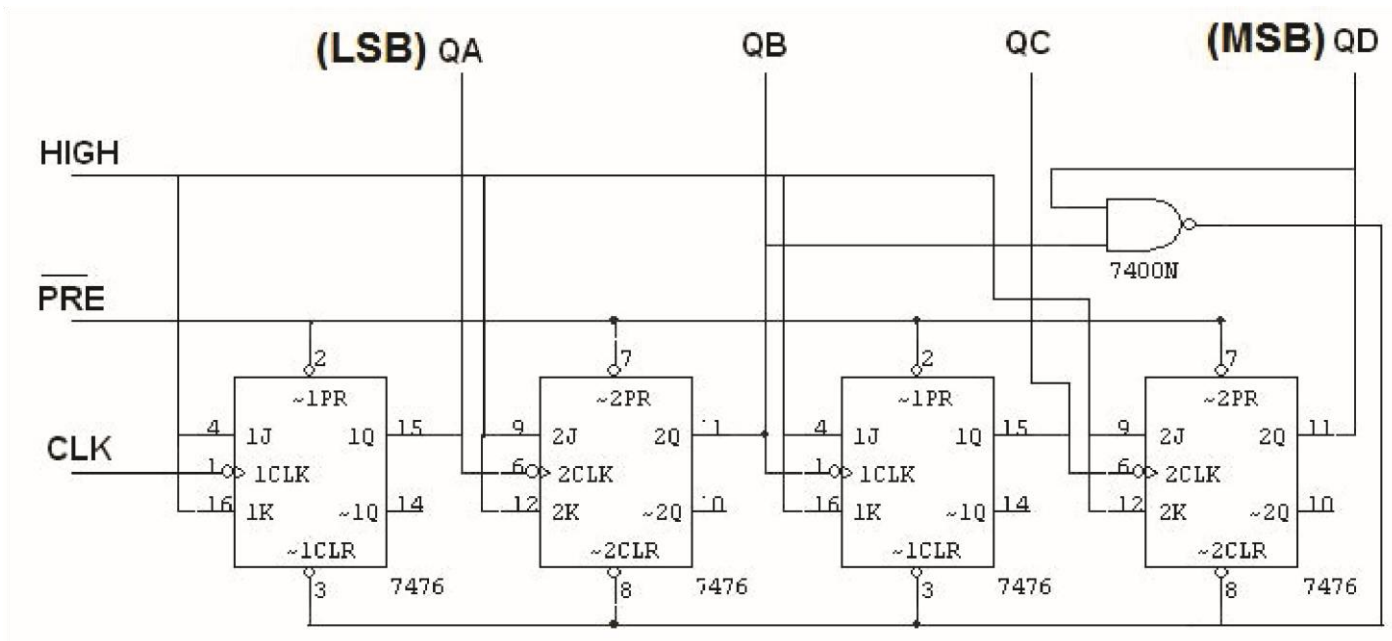 (LSB) QA QB QC (MSB) QD
HIGH
7400N
PRE
2 7 2 7
~1PR ~2PR ~1PR ~2PR
4 1J 1Q 15 9 2J 2Q 11 4 1J 1Q 15 9 2J 2Q 11
CLK 1 1CLK 6 2CLK 1 1CLK 6 2CLK
16 1K ~1Q 14 12 2K ~2Q 10 16 1K ~1Q 14 12 2K ~2Q 10
~1CLR ~2CLR ~1CLR ~2CLR
3 7476 8 7476 3 7476 8 7476